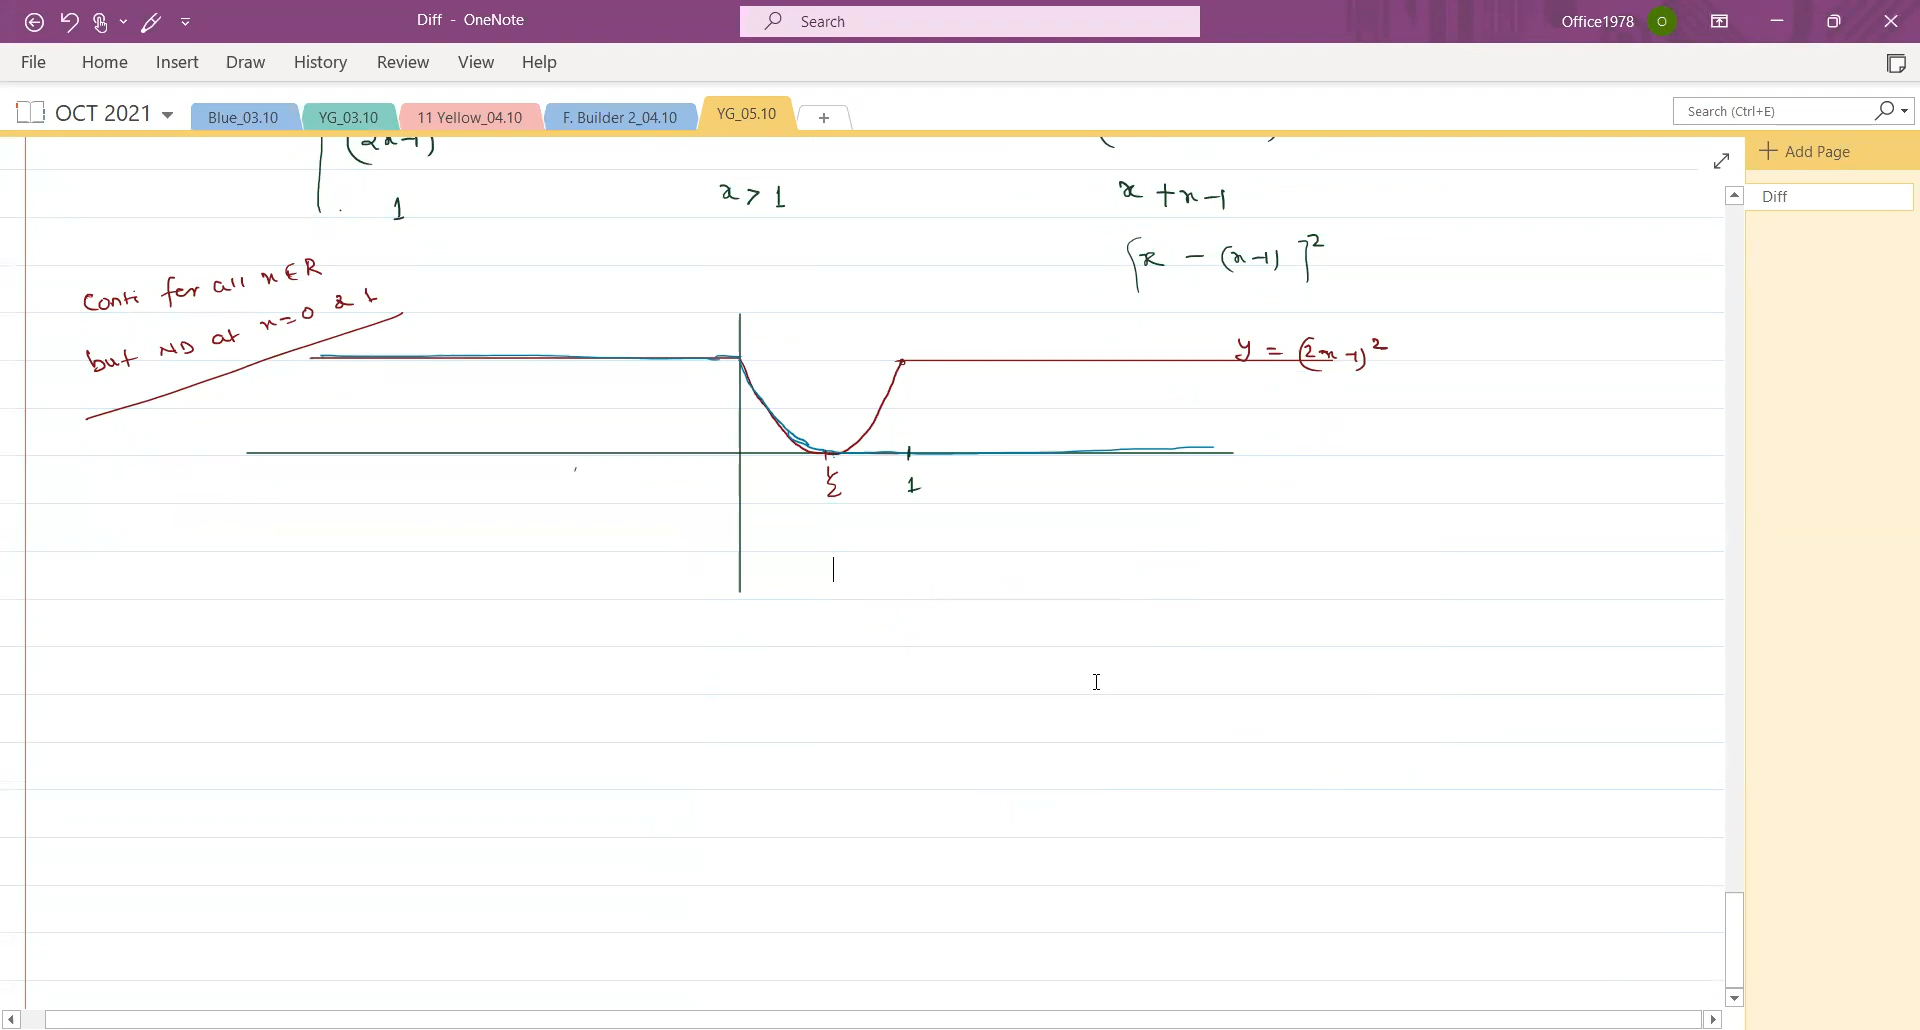 Diff - OneNote
Search
Office1978
O
File Home Insert Draw History Review View Help
OCT 2021
Blue_03.10
YG_03.10
11 Yellow_04.10
F. Builder 2_04.10
YG_05.10
Search (Ctrl+E)
Add Page
Diff
(2x-1)
1
x > 1
x + x-1
[x - (x-1)]²
Conti for all x∈R
but ND at x=0 & 1
y = (2x-1)²
1/2
1